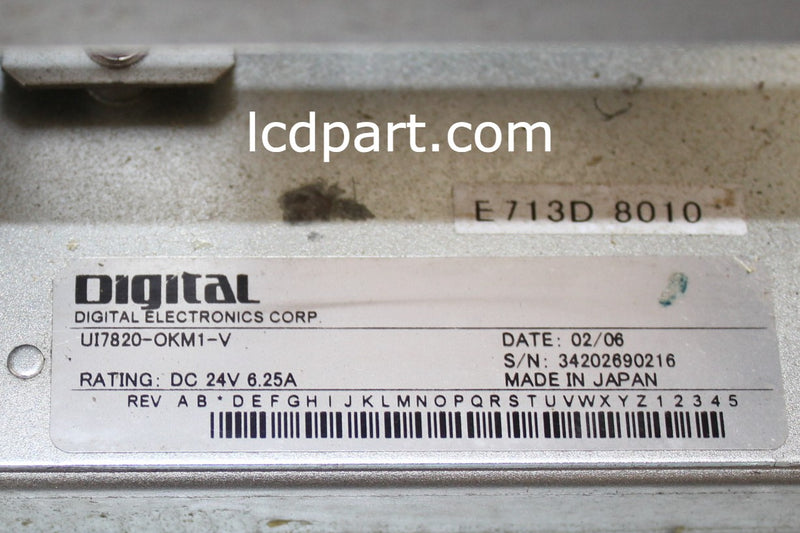 lcdpart.com
E713D 8010
Digital
DIGITAL ELECTRONICS CORP.
UI7820-OKM1-V
DATE: 02/06
S/N: 34202690216
RATING: DC 24V 6.25A
MADE IN JAPAN
REV A B * D E F G H I J K L M N O P Q R S T U V W X Y Z 1 2 3 4 5